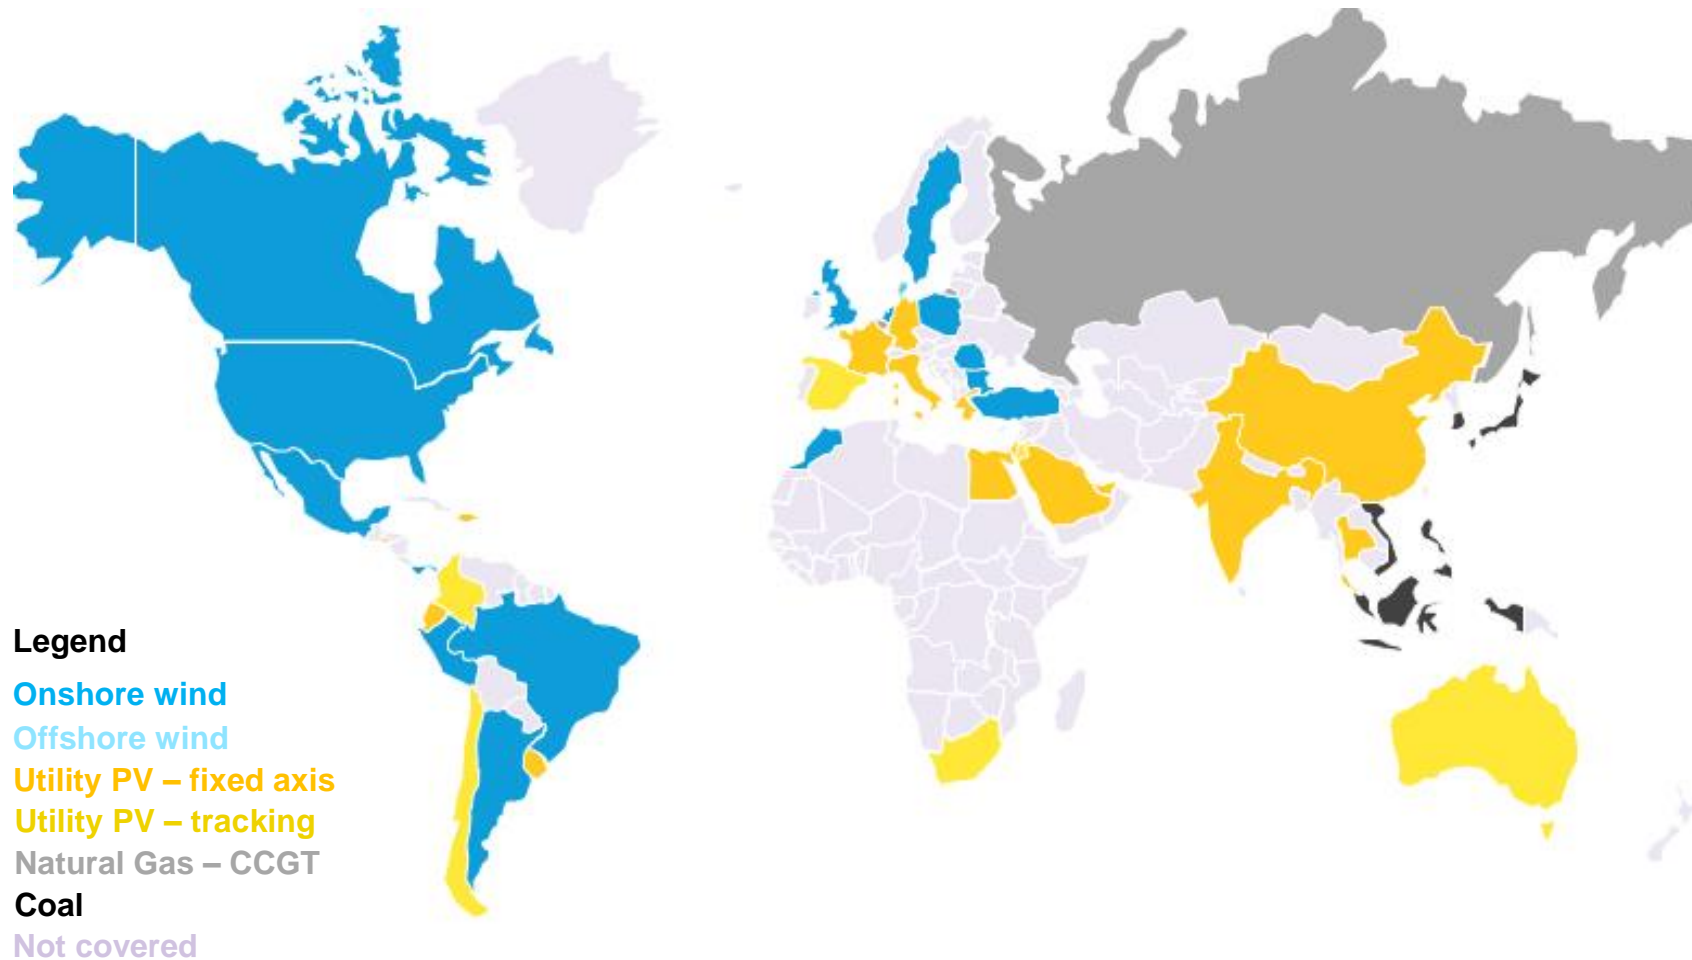 Legend
Onshore wind
Offshore wind
Utility PV – fixed axis
Utility PV – tracking
Natural Gas – CCGT
Coal
Not covered